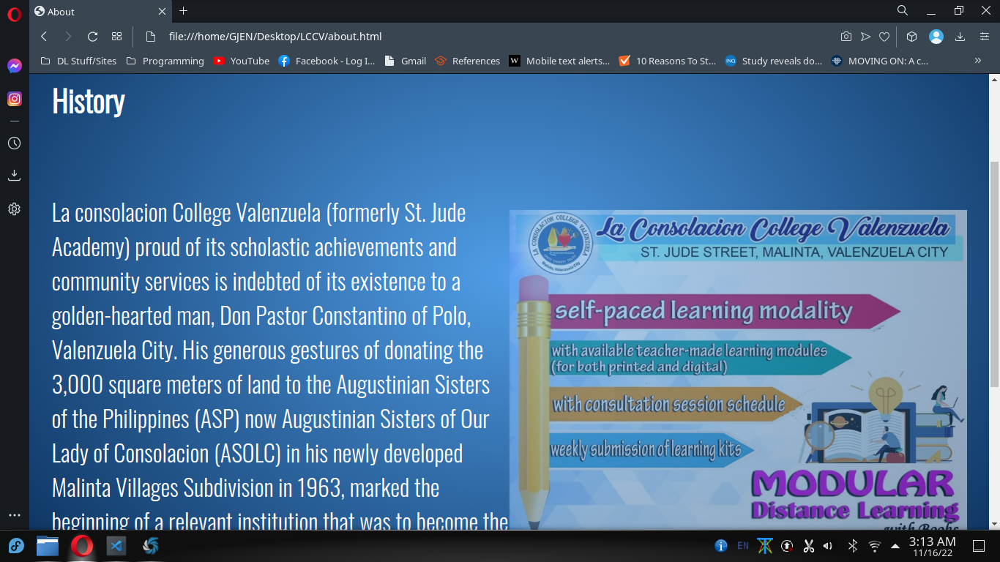 About
file:///home/GJEN/Desktop/LCCV/about.html
DL Stuff/Sites
Programming
YouTube
Facebook - Log I...
Gmail
References
Mobile text alerts...
10 Reasons To St...
Study reveals do...
MOVING ON: A c...
History
La consolacion College Valenzuela (formerly St. Jude
Academy) proud of its scholastic achievements and
community services is indebted of its existence to a
golden-hearted man, Don Pastor Constantino of Polo,
Valenzuela City. His generous gestures of donating the
3,000 square meters of land to the Augustinian Sisters
of the Philippines (ASP) now Augustinian Sisters of Our
Lady of Consolacion (ASOLC) in his newly developed
Malinta Villages Subdivision in 1963, marked the
beginning of a relevant institution that was to become the
LA CONSOLACION COLLEGE VALENZUELA
Malinta, Valenzuela City
La Consolacion College Valenzuela
ST. JUDE STREET, MALINTA, VALENZUELA CITY
self-paced learning modality
with available teacher-made learning modules
(for both printed and digital)
with consultation session schedule
weekly submission of learning kits
MODULAR
Distance Learning
with Books
EN
3:13 AM
11/16/22